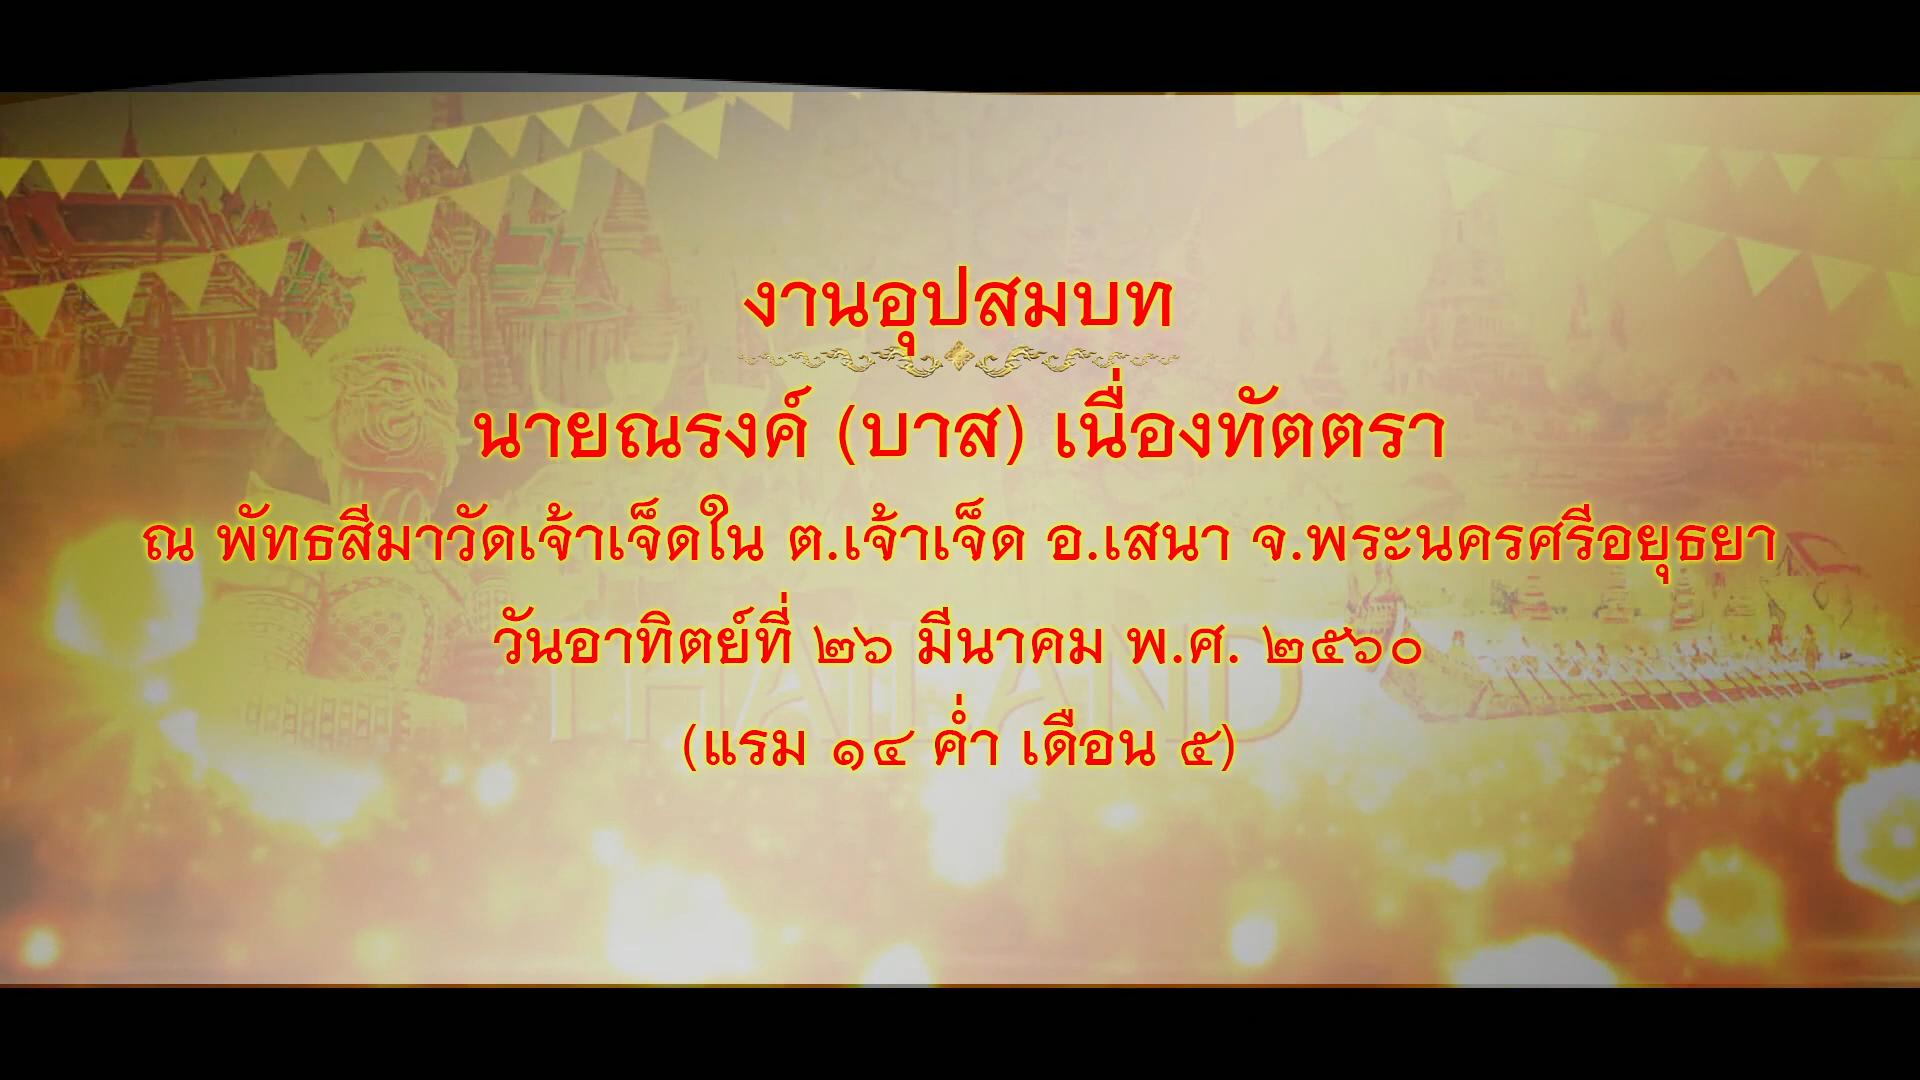 งานอุปสมบท
นายณรงค์ (บาส) เนื่องทัตตรา
ณ พัทธสีมาวัดเจ้าเจ็ดใน ต.เจ้าเจ็ด อ.เสนา จ.พระนครศรีอยุธยา
วันอาทิตย์ที่ ๒๖ มีนาคม พ.ศ. ๒๕๖๐
THAILAND
(แรม ๑๔ ค่ำ เดือน ๕)